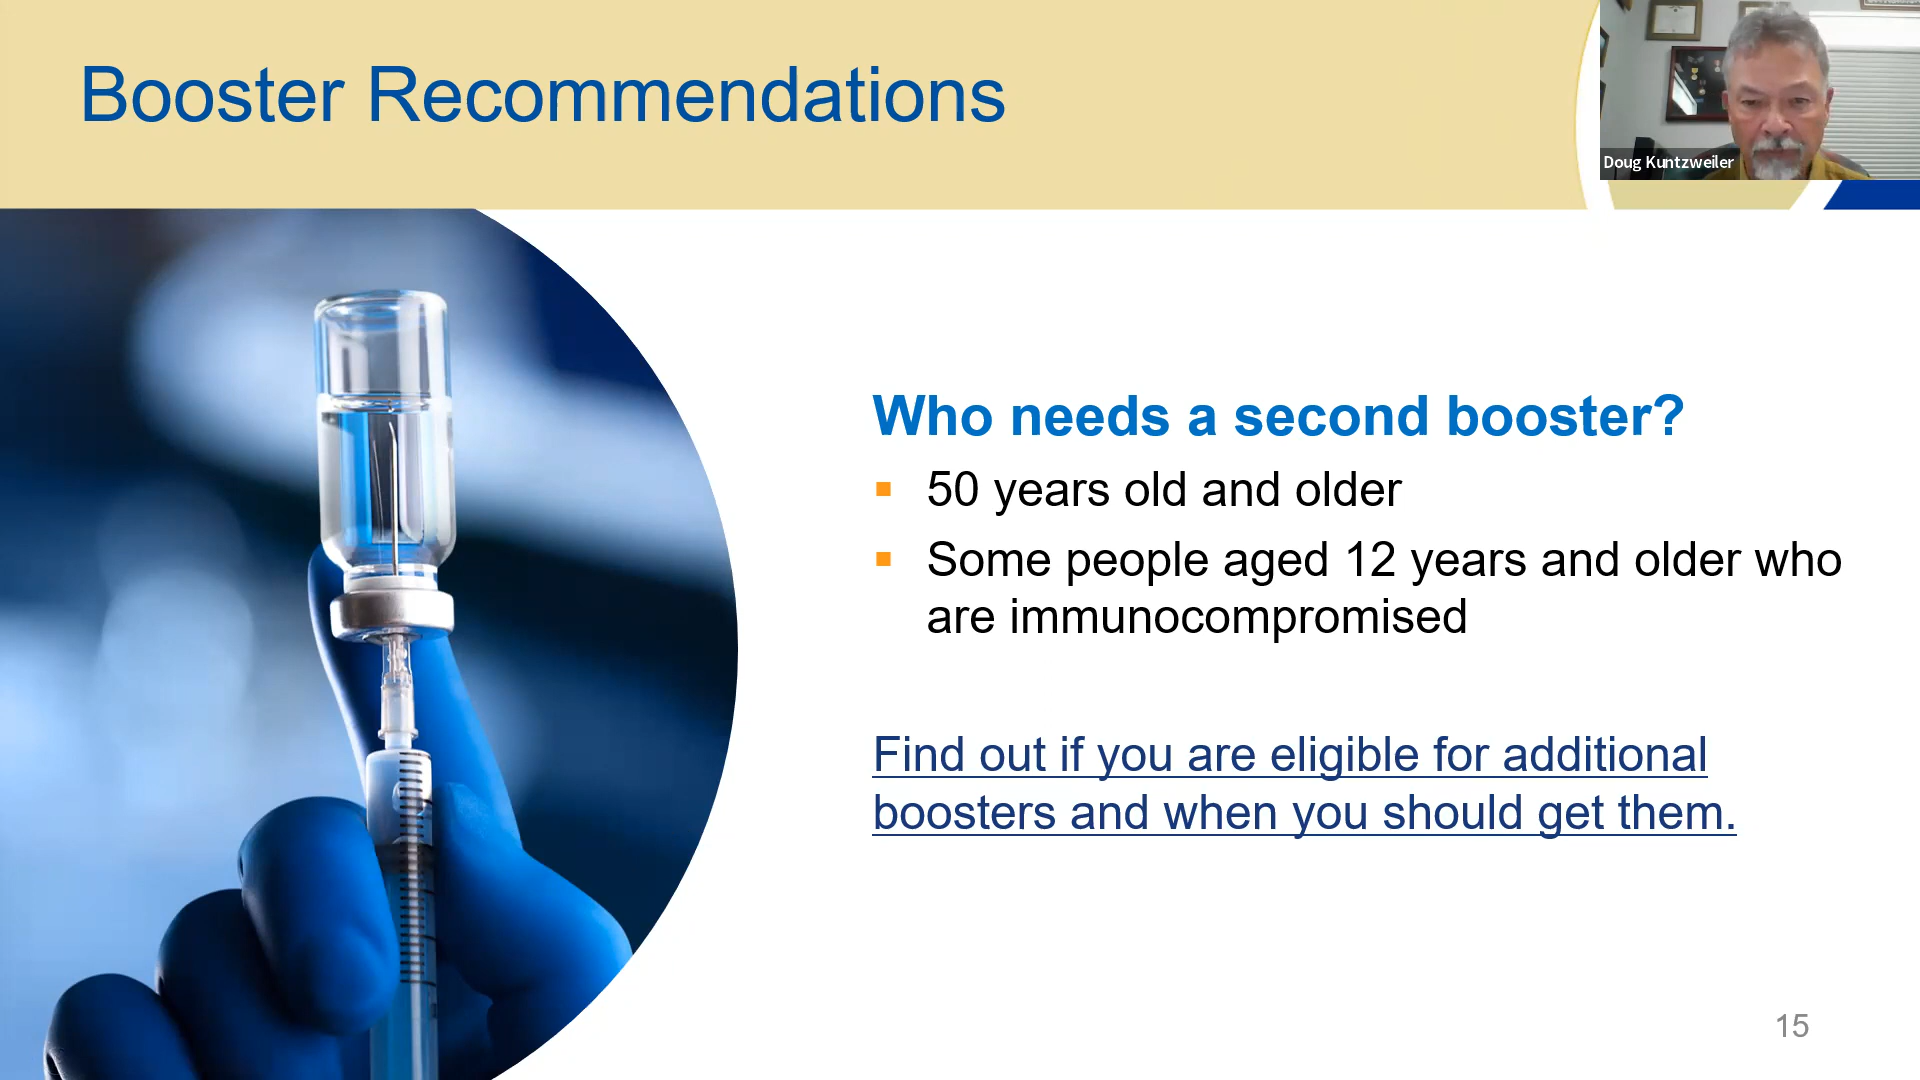 Booster Recommendations
Doug Kuntzweiler
Who needs a second booster?
50 years old and older
Some people aged 12 years and older who
are immunocompromised
Find out if you are eligible for additional
boosters and when you should get them.
15